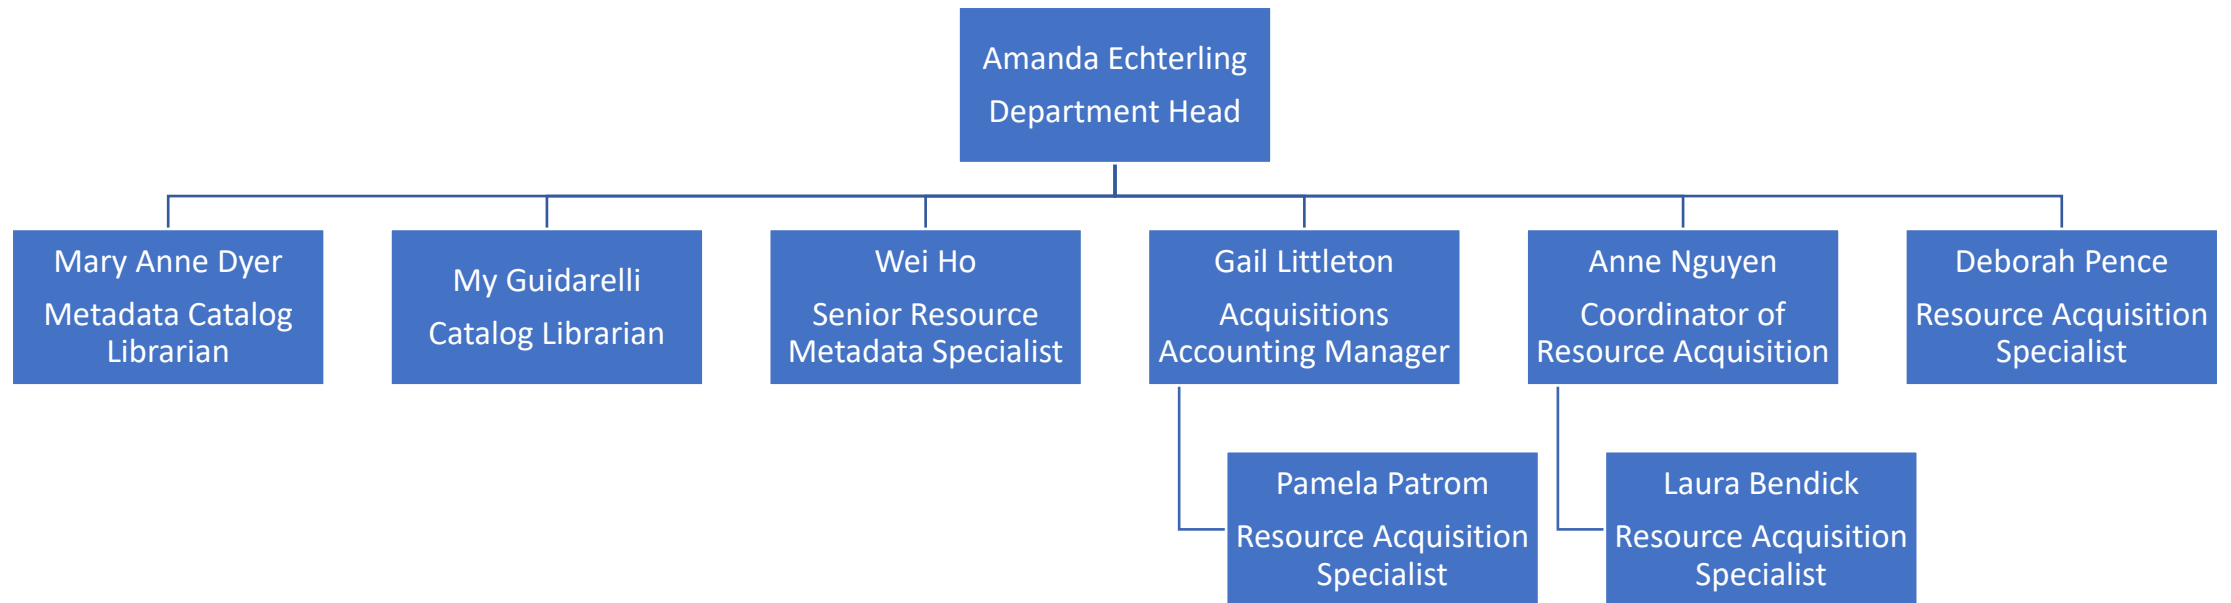 Amanda Echterling
Department Head
Mary Anne Dyer
Metadata Catalog
Librarian
My Guidarelli
Catalog Librarian
Wei Ho
Senior Resource
Metadata Specialist
Gail Littleton
Acquisitions
Accounting Manager
Anne Nguyen
Coordinator of
Resource Acquisition
Deborah Pence
Resource Acquisition
Specialist
Pamela Patrom
Resource Acquisition
Specialist
Laura Bendick
Resource Acquisition
Specialist